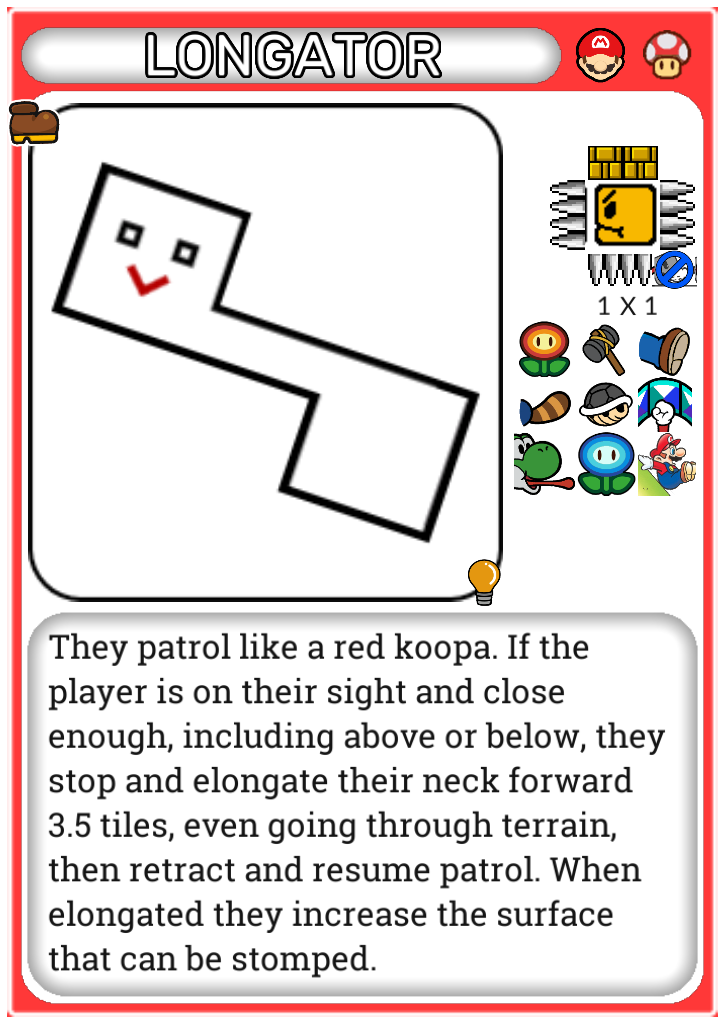 LONGATOR
1 X 1
They patrol like a red koopa. If the
player is on their sight and close
enough, including above or below, they
stop and elongate their neck forward
3.5 tiles, even going through terrain,
then retract and resume patrol. When
elongated they increase the surface
that can be stomped.